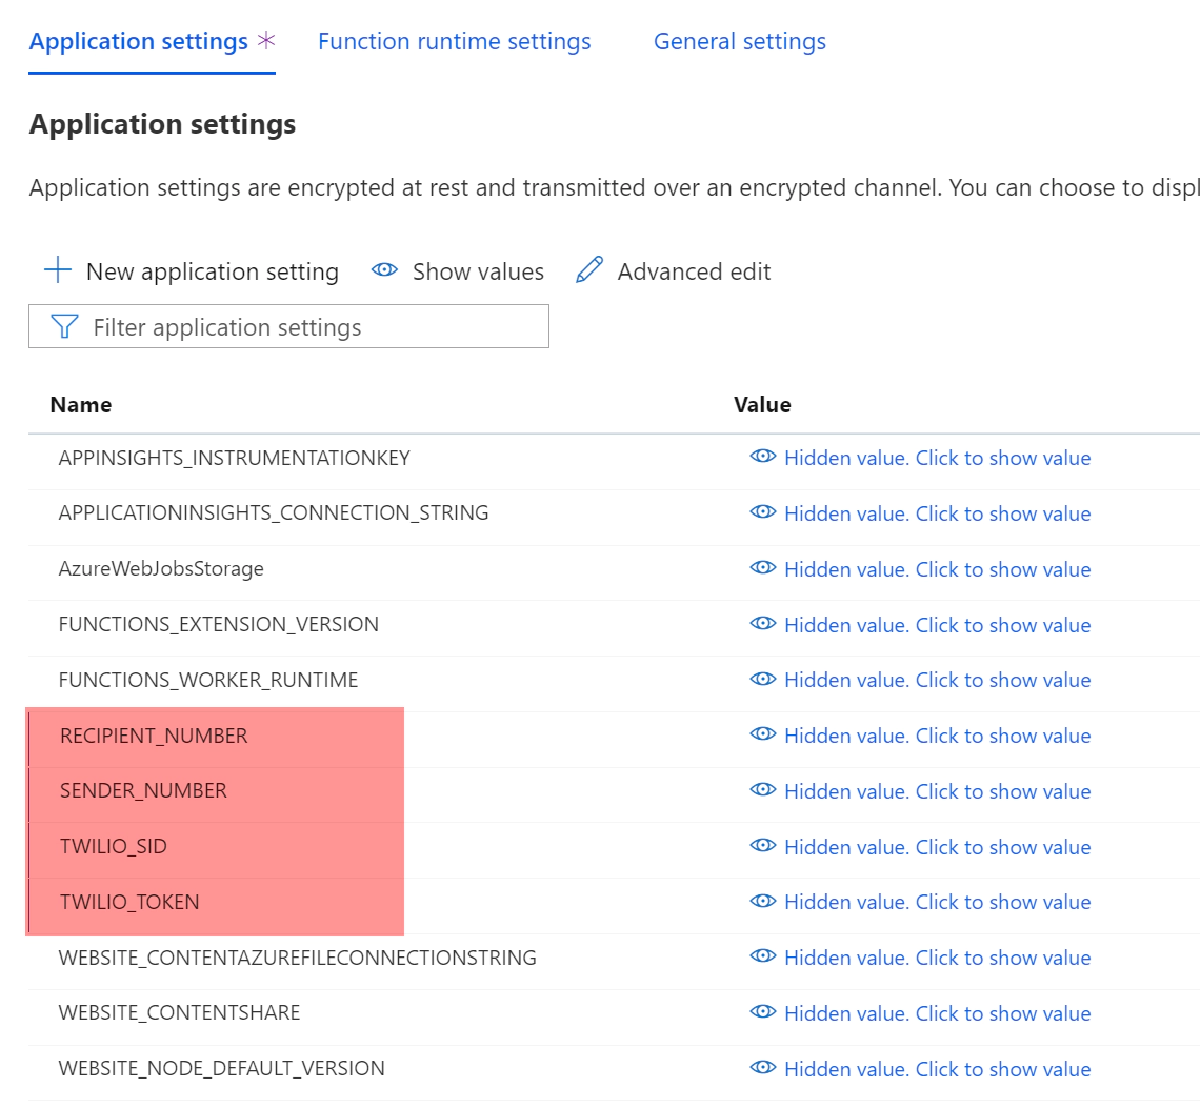 Application settings * Function runtime settings General settings
Application settings
Application settings are encrypted at rest and transmitted over an encrypted channel. You can choose to displ
New application setting Show values Advanced edit
Filter application settings
Name Value
APPINSIGHTS_INSTRUMENTATIONKEY Hidden value. Click to show value
APPLICATIONINSIGHTS_CONNECTION_STRING Hidden value. Click to show value
AzureWebJobsStorage Hidden value. Click to show value
FUNCTIONS_EXTENSION_VERSION Hidden value. Click to show value
FUNCTIONS_WORKER_RUNTIME Hidden value. Click to show value
RECIPIENT_NUMBER Hidden value. Click to show value
SENDER_NUMBER Hidden value. Click to show value
TWILIO_SID Hidden value. Click to show value
TWILIO_TOKEN Hidden value. Click to show value
WEBSITE_CONTENTAZUREFILECONNECTIONSTRING Hidden value. Click to show value
WEBSITE_CONTENTSHARE Hidden value. Click to show value
WEBSITE_NODE_DEFAULT_VERSION Hidden value. Click to show value